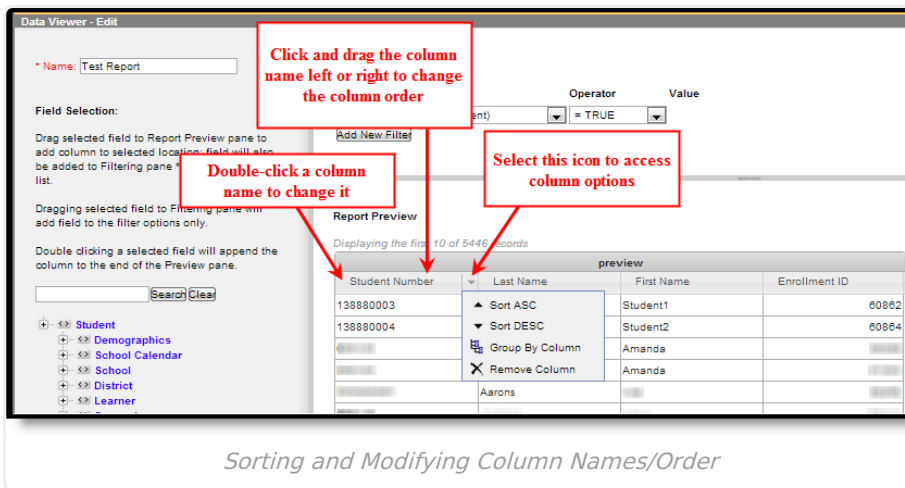 Data Viewer - Edit
* Name: Test Report
Field Selection:
Drag selected field to Report Preview pane to
add column to selected location; field will also
be added to Filtering pane *
list.
Dragging selected field to Filtering pane will
add field to the filter options only.
Double clicking a selected field will append the
column to the end of the Preview pane.
Search Clear
Student
Demographics
School Calendar
School
District
Learner
Click and drag the column
name left or right to change
the column order
Double-click a column
name to change it
Select this icon to access
column options
Operator Value
ent) = TRUE
Add New Filter
Report Preview
Displaying the first 10 of 5446 records
preview
Student Number Last Name First Name Enrollment ID
138880003 Student1 60862
138880004 Student2 60864
Amanda
Amanda
Aarons
Sort ASC
Sort DESC
Group By Column
Remove Column
Sorting and Modifying Column Names/Order